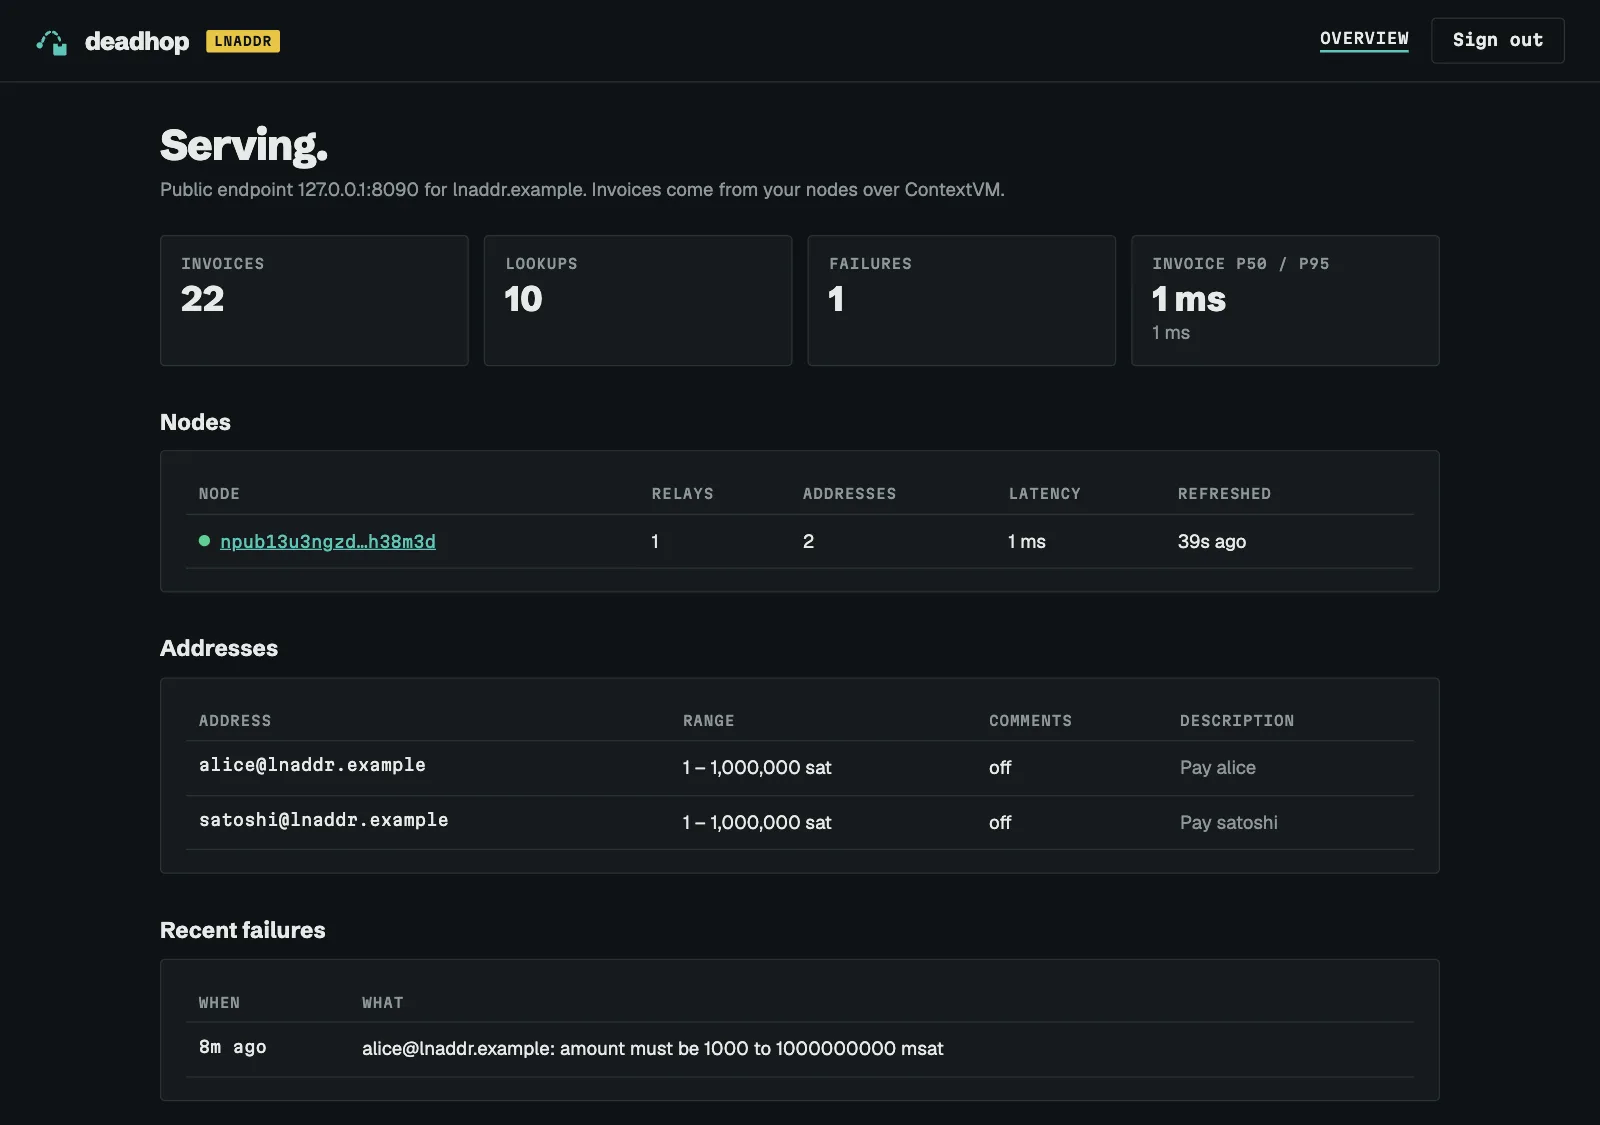 deadhop LNADDR OVERVIEW Sign out
Serving.
Public endpoint 127.0.0.1:8090 for lnaddr.example. Invoices come from your nodes over ContextVM.
INVOICES
22
LOOKUPS
10
FAILURES
1
INVOICE P50 / P95
1 ms
1 ms
Nodes
NODE RELAYS ADDRESSES LATENCY REFRESHED
npub13u3ngzd…h38m3d 1 2 1 ms 39s ago
Addresses
ADDRESS RANGE COMMENTS DESCRIPTION
alice@lnaddr.example 1 – 1,000,000 sat off Pay alice
satoshi@lnaddr.example 1 – 1,000,000 sat off Pay satoshi
Recent failures
WHEN WHAT
8m ago alice@lnaddr.example: amount must be 1000 to 1000000000 msat